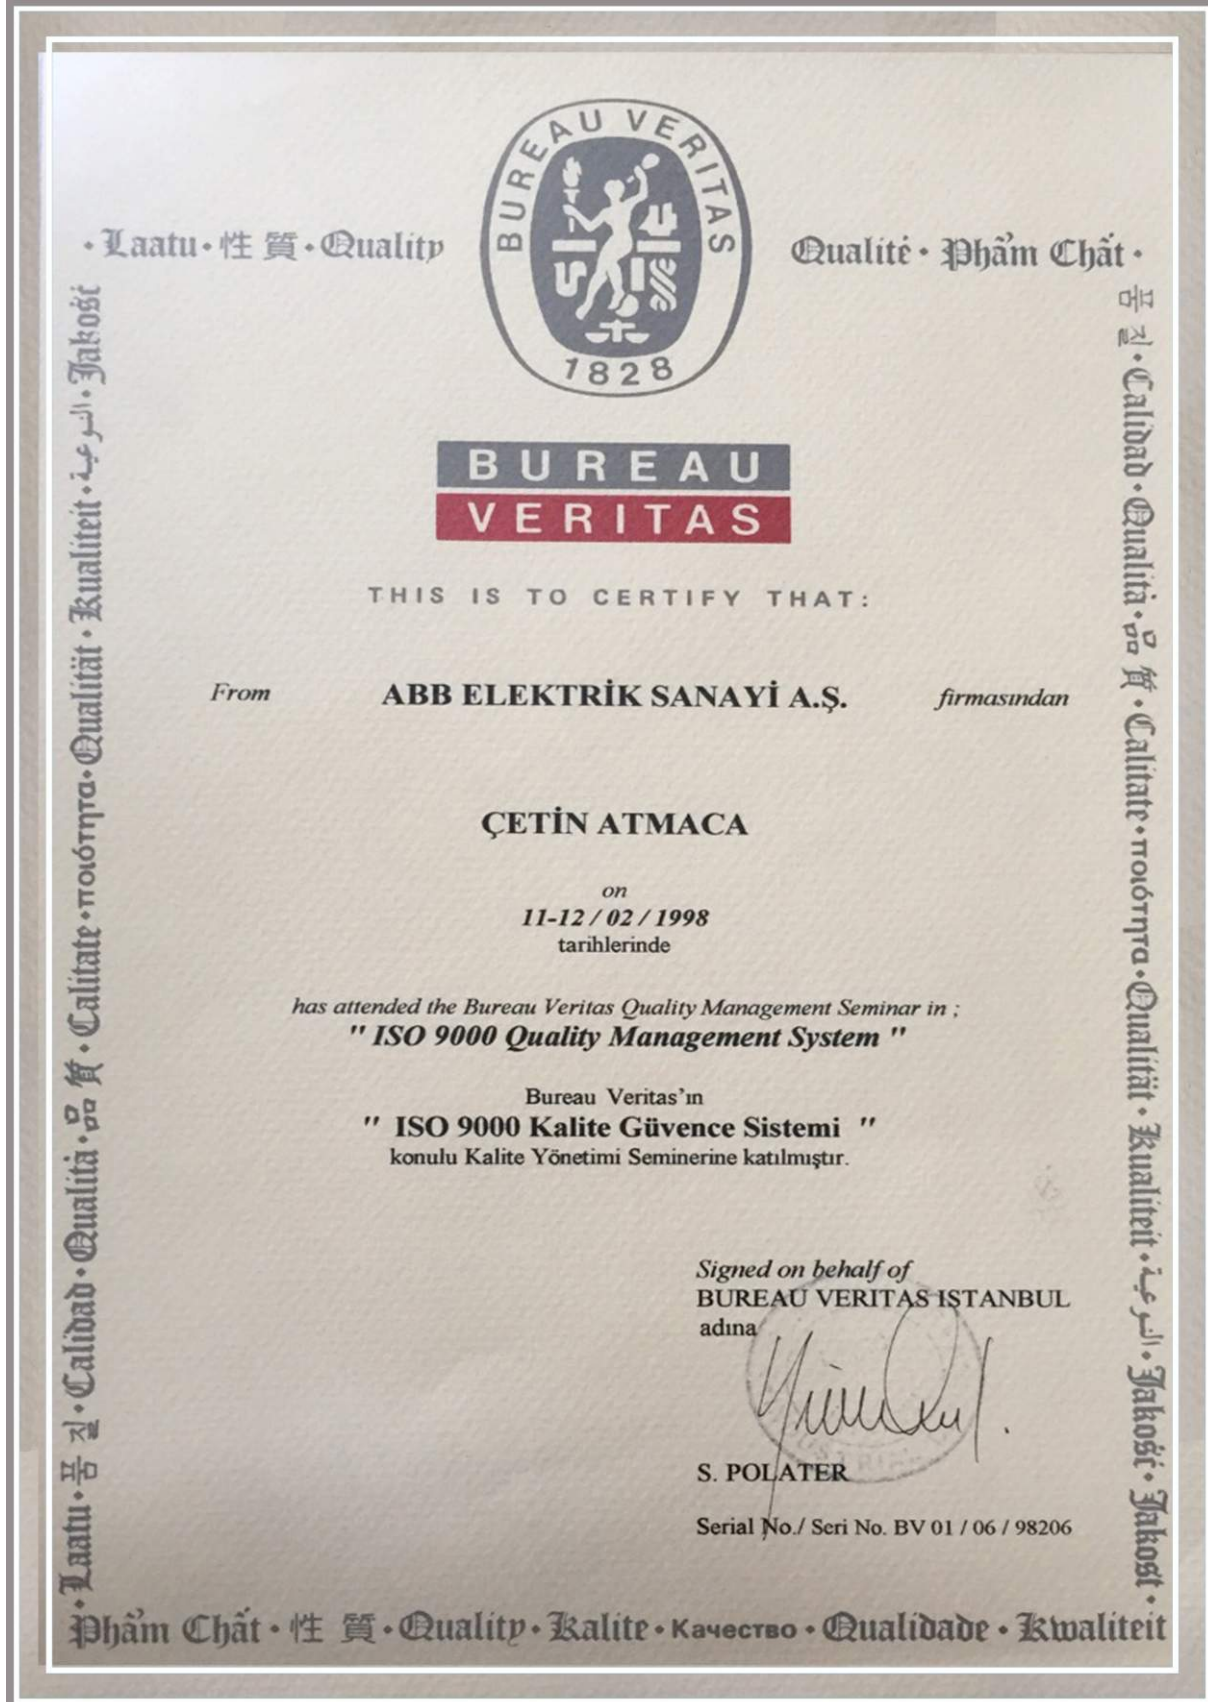 BUREAU VERITAS
1828
· Laatu · 性 質 · Quality
Qualité · Phẩm Chất ·
BUREAU
VERITAS
THIS IS TO CERTIFY THAT:
From ABB ELEKTRİK SANAYİ A.Ş. firmasından
ÇETİN ATMACA
on
11-12 / 02 / 1998
tarihlerinde
has attended the Bureau Veritas Quality Management Seminar in ;
" ISO 9000 Quality Management System "
Bureau Veritas'ın
" ISO 9000 Kalite Güvence Sistemi "
konulu Kalite Yönetimi Seminerine katılmıştır.
Signed on behalf of
BUREAU VERITAS ISTANBUL
adına
S. POLATER
Serial No./ Seri No. BV 01 / 06 / 98206
· Laatu · 품 질 · Calidad · Qualità · 品 質 · Calitate · ποιότητα · Qualität · Kualiteit · النوعية · Jakość
품 질 · Calidad · Qualità · 品 質 · Calitate · ποιότητα · Qualität · Kualiteit · النوعية · Jakość · Jakost ·
Phẩm Chất · 性 質 · Quality · Kalite · Качество · Qualidade · Kwaliteit